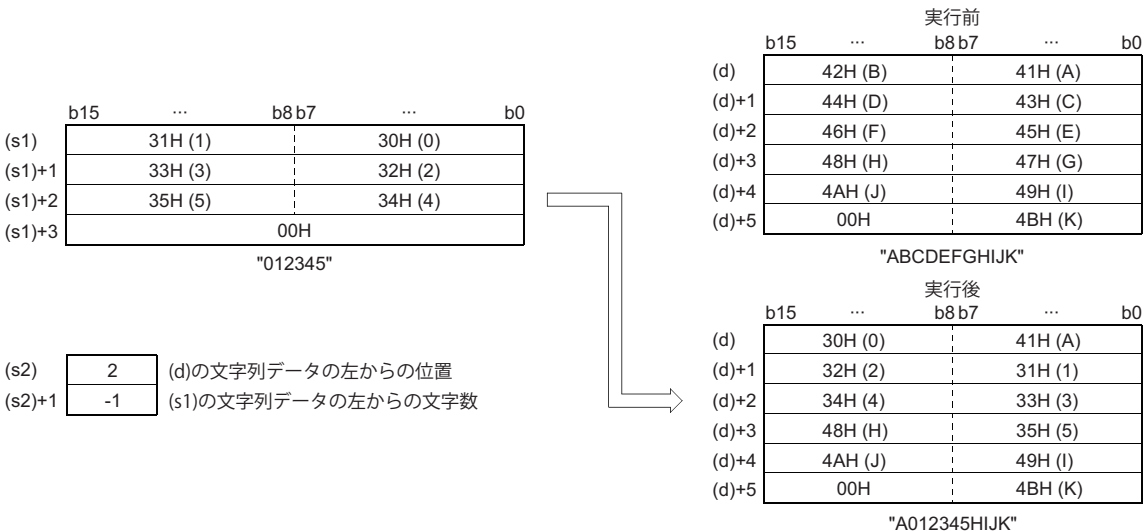 b15 ... b8 b7 ... b0
(s1) 31H (1) 30H (0)
(s1)+1 33H (3) 32H (2)
(s1)+2 35H (5) 34H (4)
(s1)+3 00H
"012345"
(s2) 2 (d)の文字列データの左からの位置
(s2)+1 -1 (s1)の文字列データの左からの文字数
実行前
b15 ... b8 b7 ... b0
(d) 42H (B) 41H (A)
(d)+1 44H (D) 43H (C)
(d)+2 46H (F) 45H (E)
(d)+3 48H (H) 47H (G)
(d)+4 4AH (J) 49H (I)
(d)+5 00H 4BH (K)
"ABCDEFGHIJK"
実行後
b15 ... b8 b7 ... b0
(d) 30H (0) 41H (A)
(d)+1 32H (2) 31H (1)
(d)+2 34H (4) 33H (3)
(d)+3 48H (H) 35H (5)
(d)+4 4AH (J) 49H (I)
(d)+5 00H 4BH (K)
"A012345HIJK"